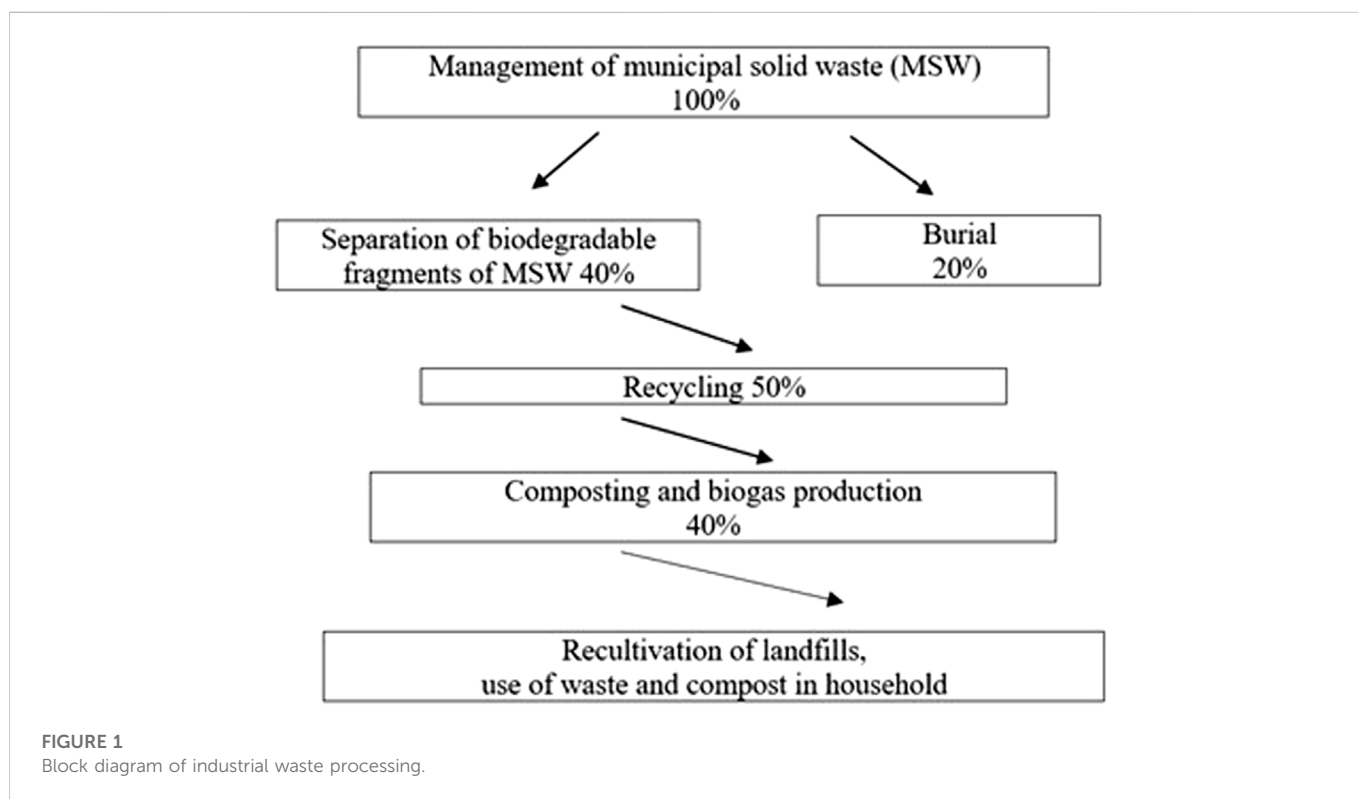 Management of municipal solid waste (MSW)
100%
Separation of biodegradable
fragments of MSW 40%
Burial
20%
Recycling 50%
Composting and biogas production
40%
Recultivation of landfills,
use of waste and compost in household
FIGURE 1
Block diagram of industrial waste processing.